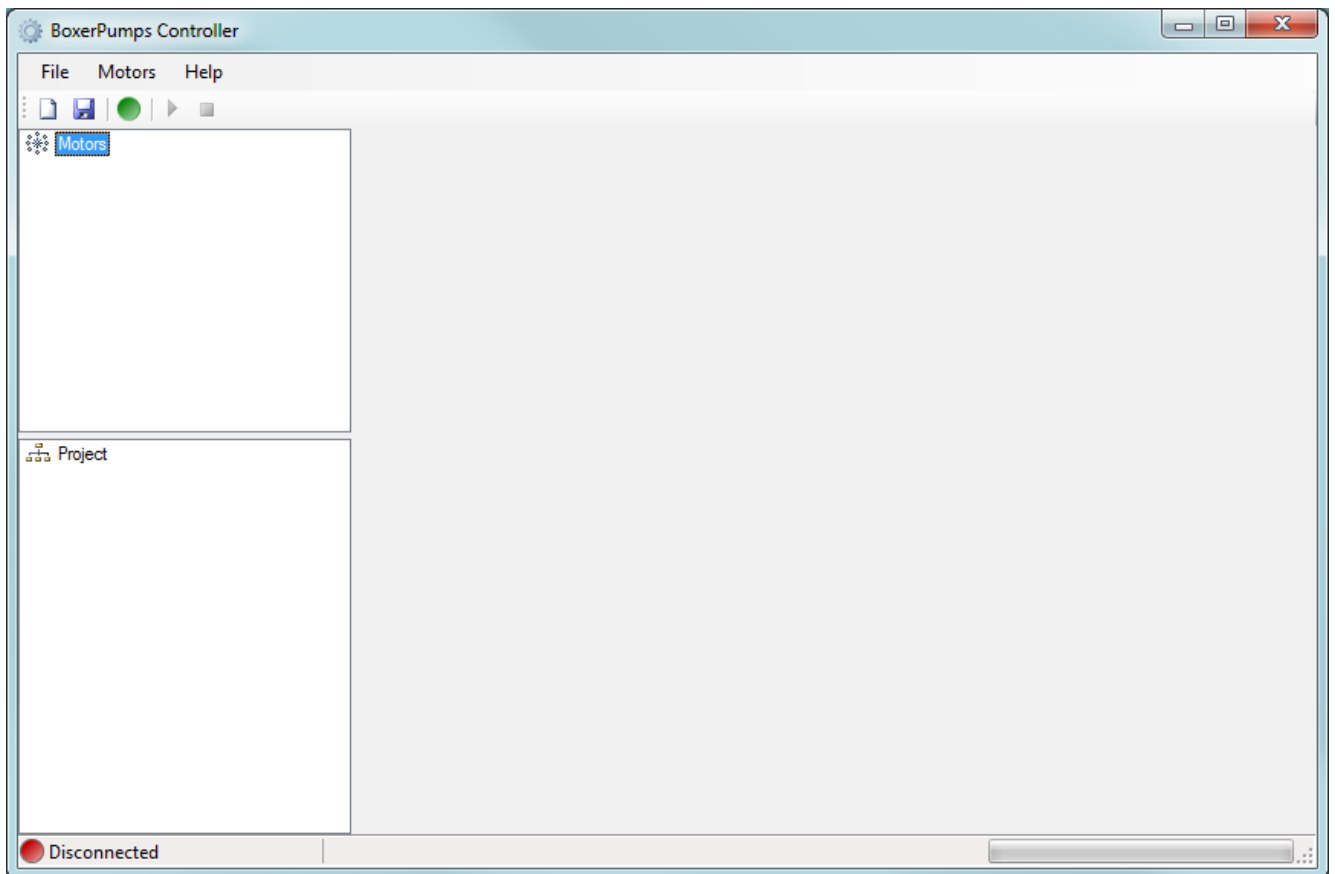 BoxerPumps Controller
File Motors Help
Motors
Project
Disconnected